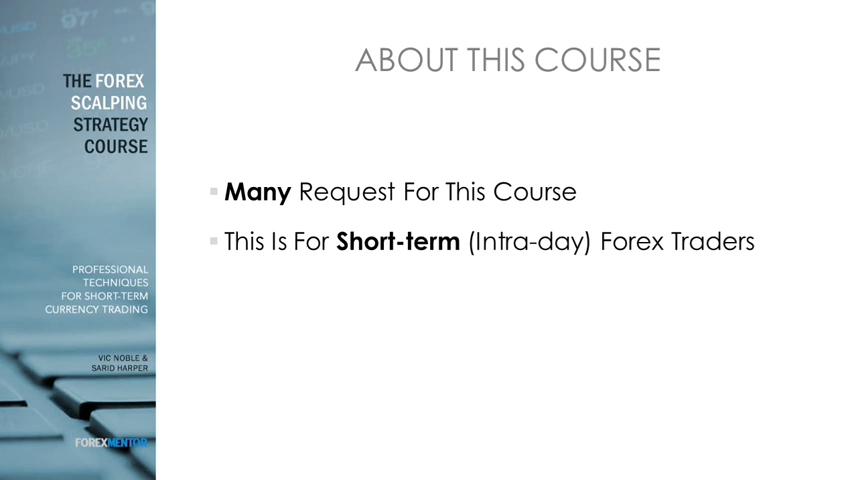 THE FOREX
SCALPING
STRATEGY
COURSE
PROFESSIONAL
TECHNIQUES
FOR SHORT-TERM
CURRENCY TRADING
VIC NOBLE &
SARID HARPER
FOREXMENTOR
ABOUT THIS COURSE
Many Request For This Course
This Is For Short-term (Intra-day) Forex Traders